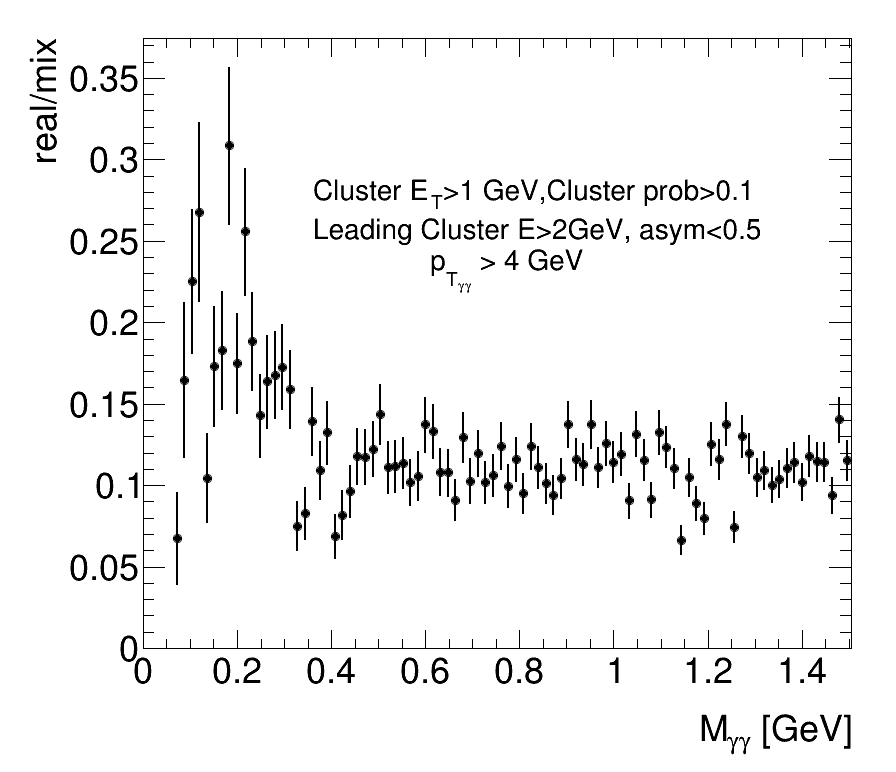 real/mix
0.35
0.3
0.25
0.2
0.15
0.1
0.05
0
Cluster E_T>1 GeV,Cluster prob>0.1
Leading Cluster E>2GeV, asym<0.5
p_Tγγ > 4 GeV
0 0.2 0.4 0.6 0.8 1 1.2 1.4
M_γγ [GeV]